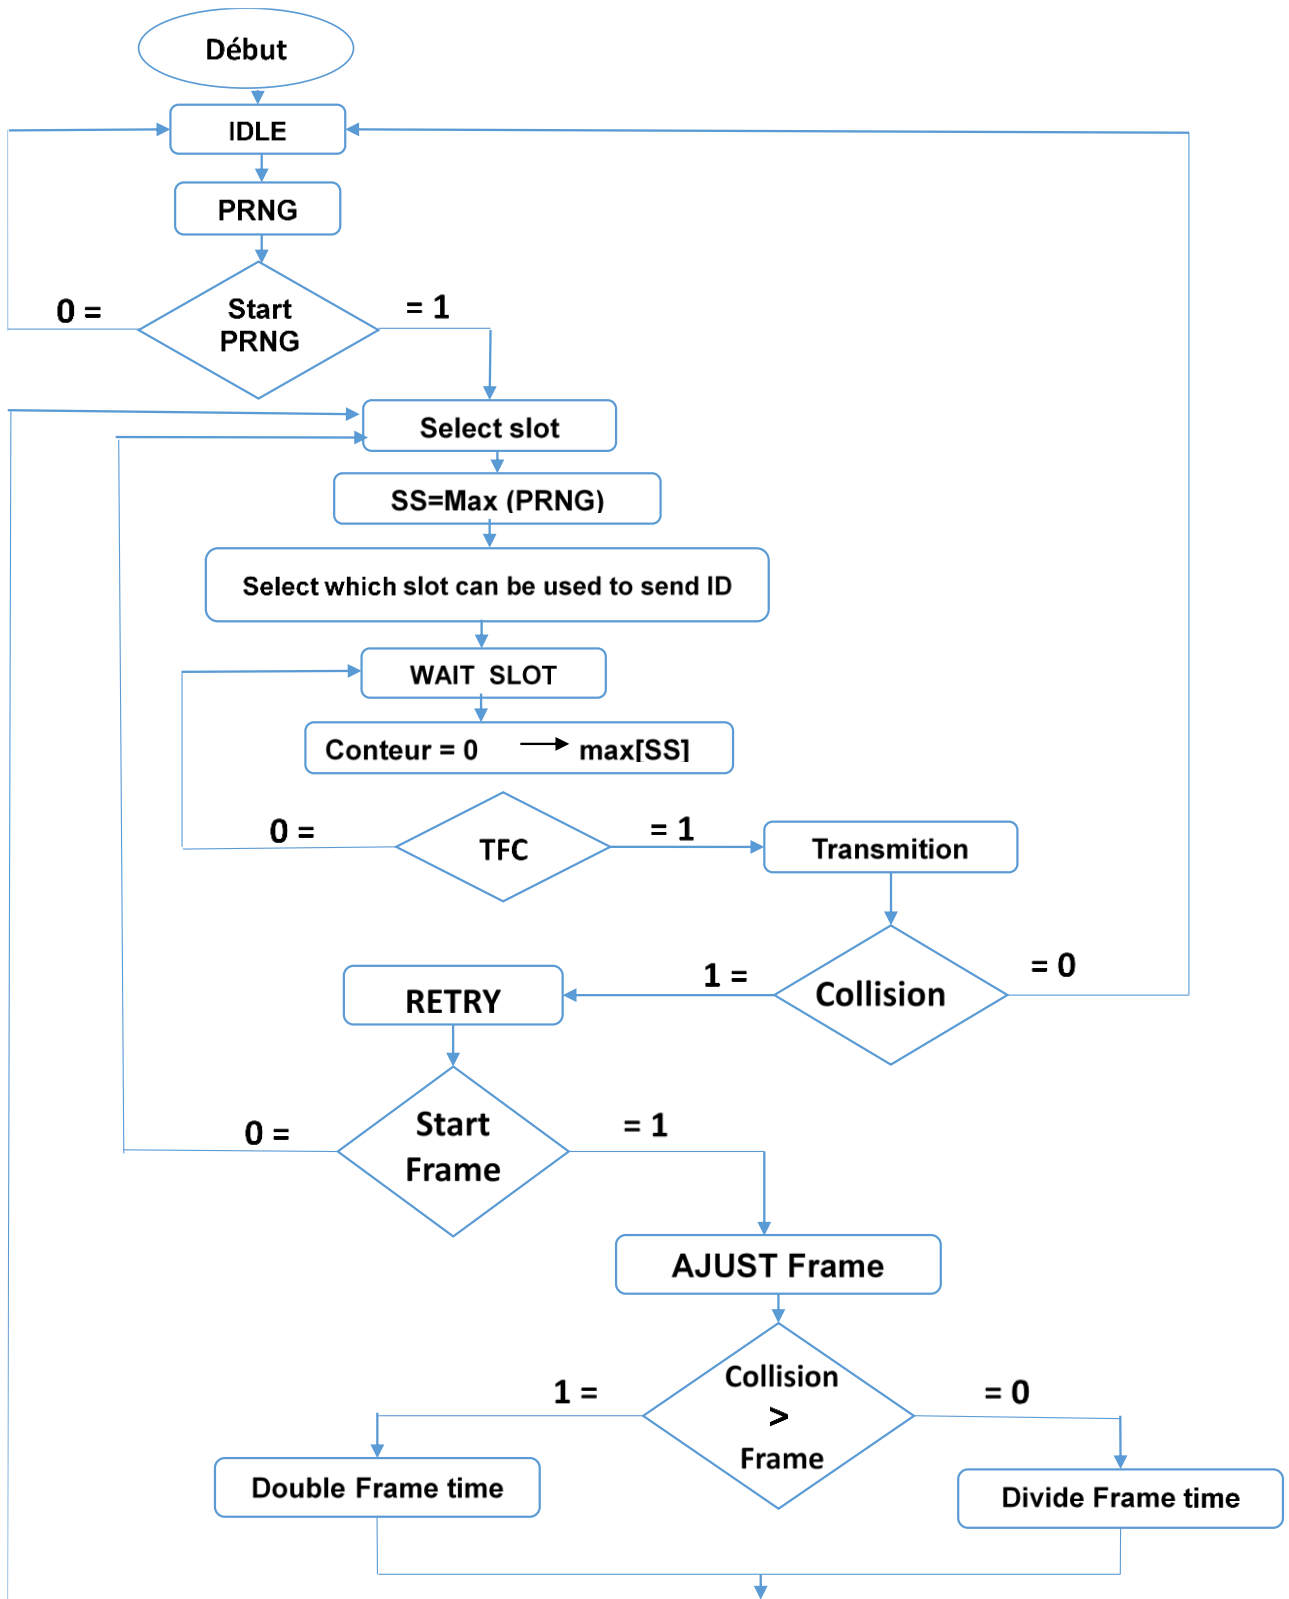 Début
IDLE
PRNG
0 =
Start
PRNG
= 1
Select slot
SS=Max (PRNG)
Select which slot can be used to send ID
WAIT SLOT
Conteur = 0 → max[SS]
0 =
TFC
= 1
Transmition
1 =
Collision
= 0
RETRY
0 =
Start
Frame
= 1
AJUST Frame
1 =
Collision
>
Frame
= 0
Double Frame time
Divide Frame time